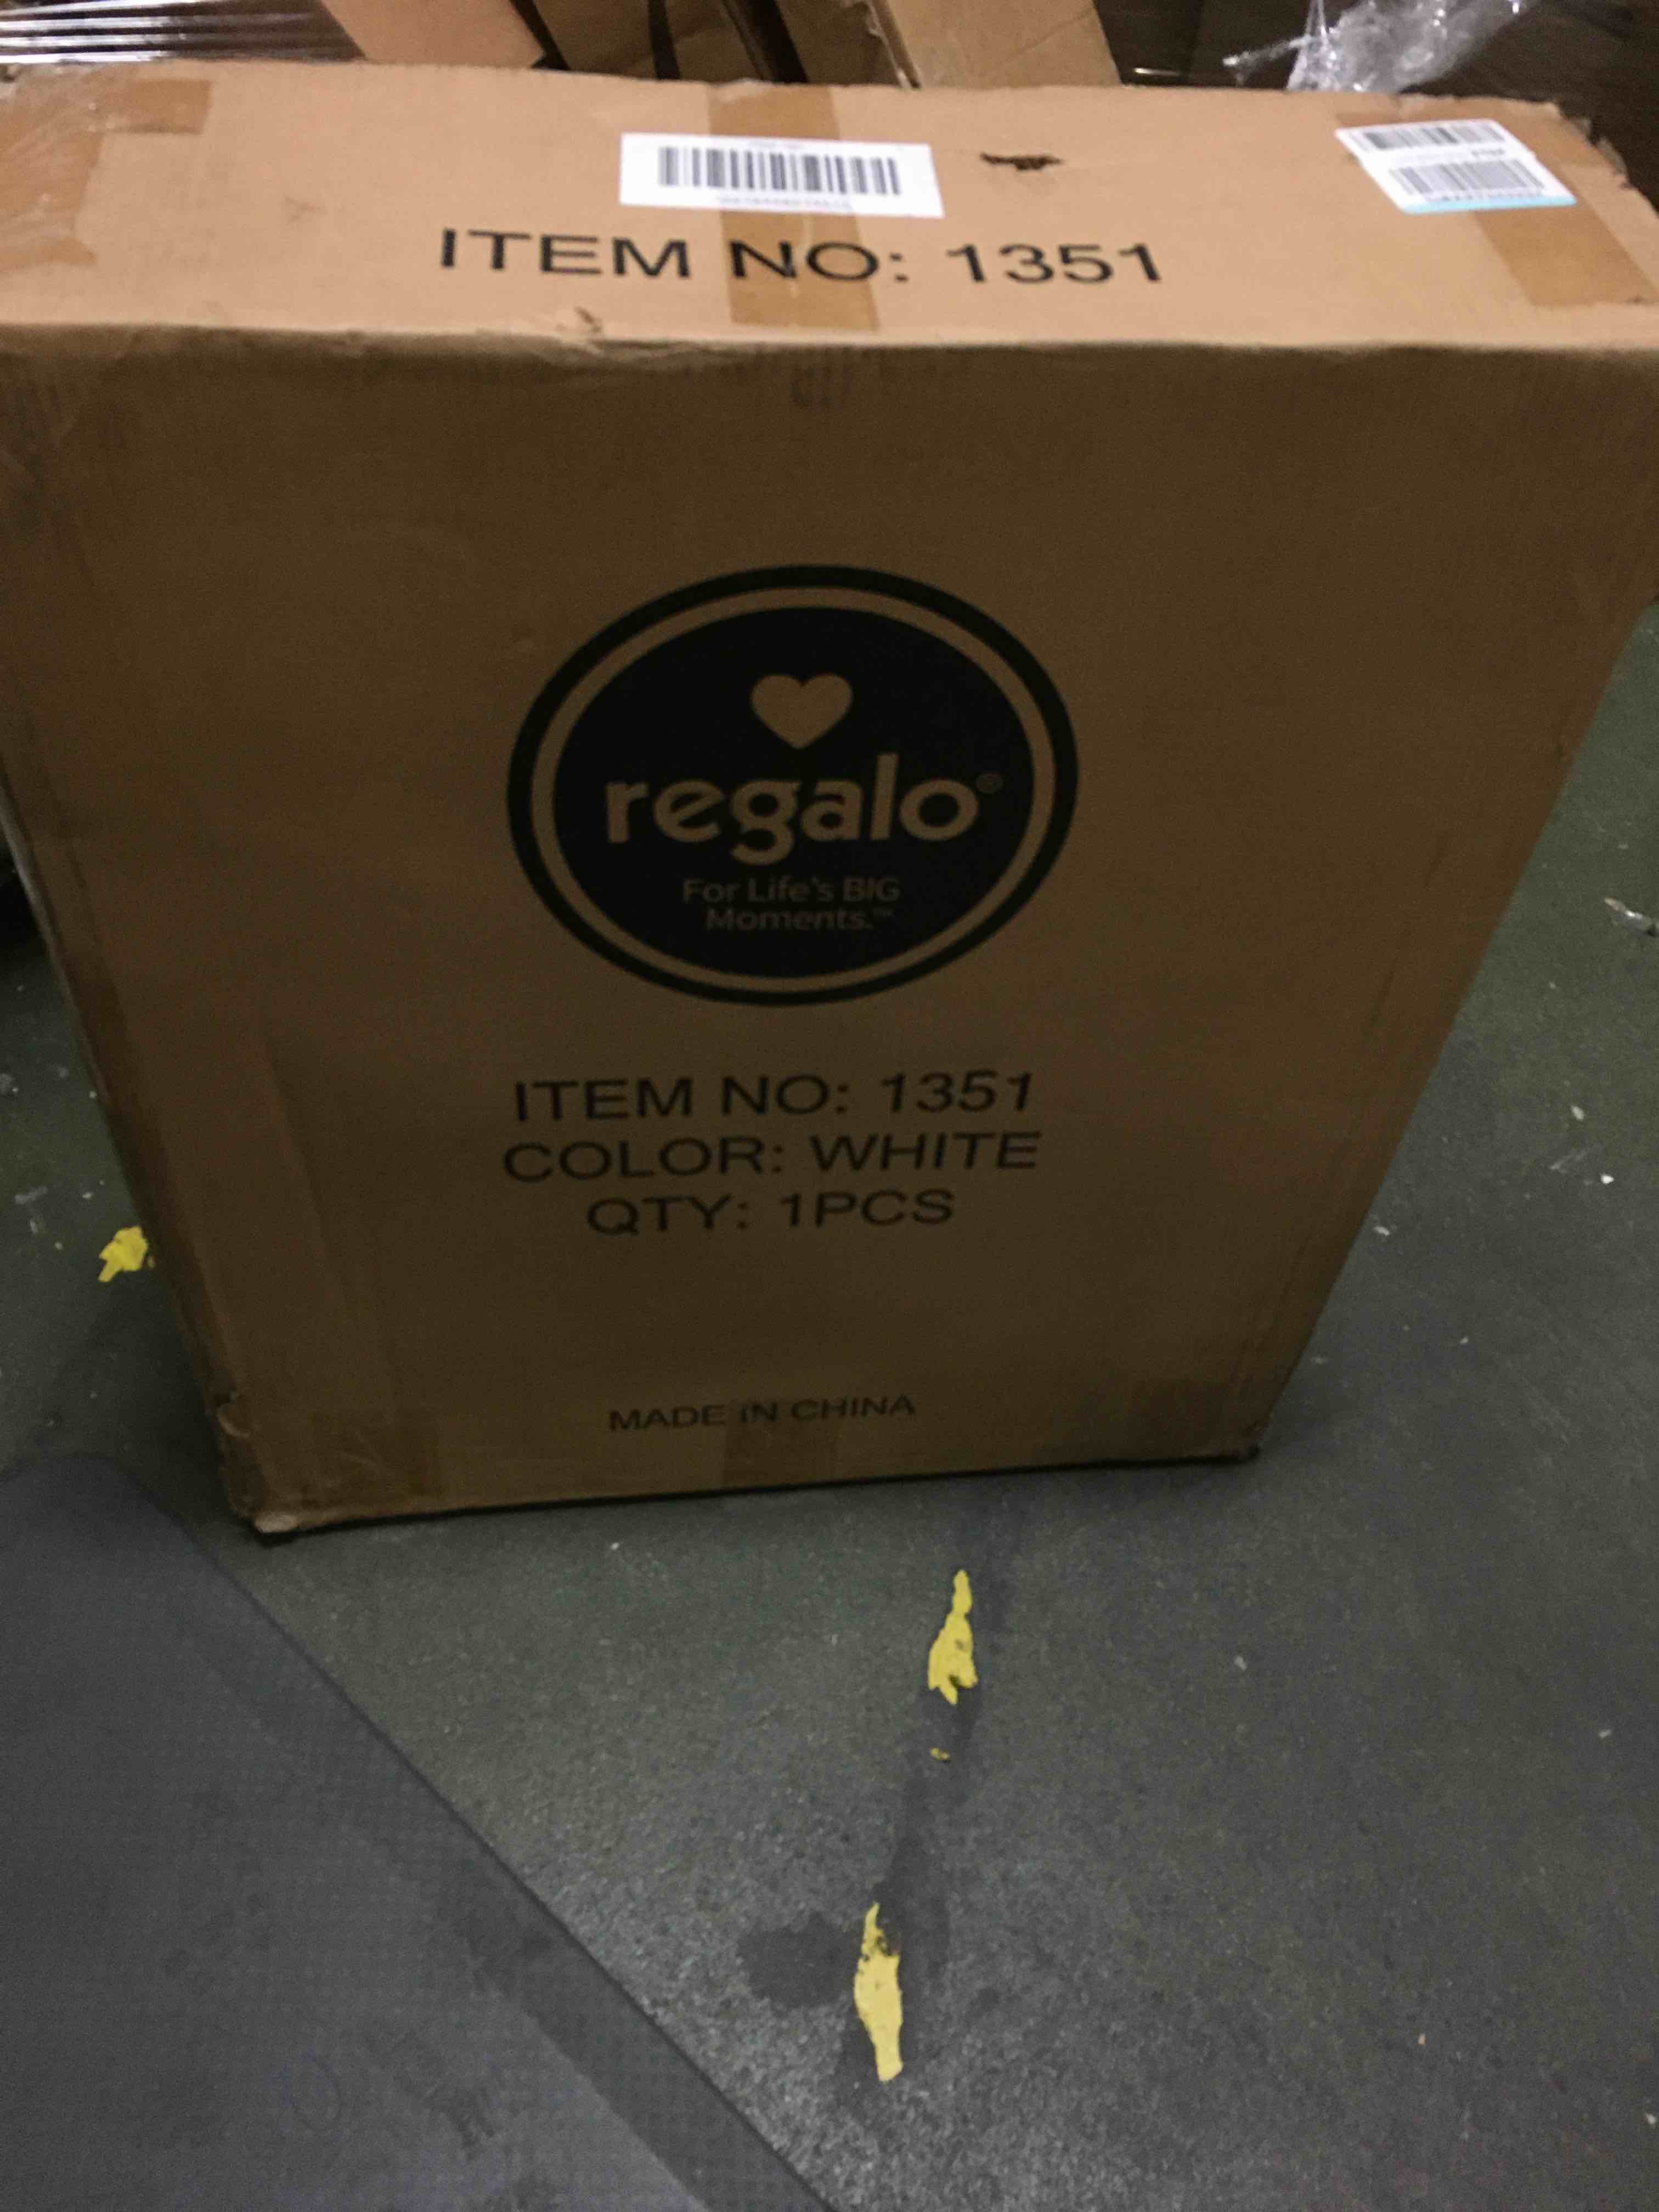 ITEM NO: 1351
regalo®
For Life's BIG
Moments.™
ITEM NO: 1351
COLOR: WHITE
QTY: 1PCS
MADE IN CHINA